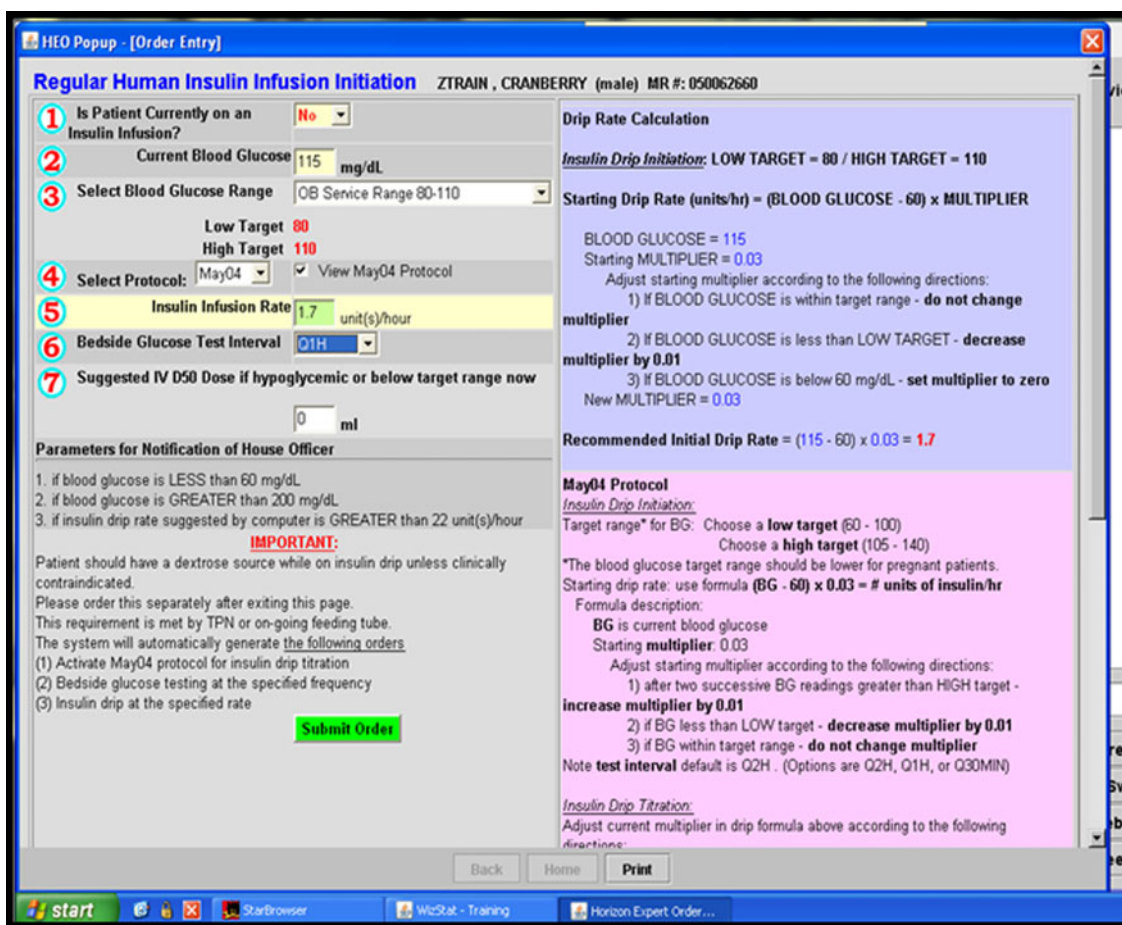 HEO Popup - [Order Entry]
Regular Human Insulin Infusion Initiation ZTRAIN , CRANBERRY (male) MR #: 050062660
1 Is Patient Currently on an
Insulin Infusion?
No
2 Current Blood Glucose 115 mg/dL
3 Select Blood Glucose Range OB Service Range 80-110
Low Target 80
High Target 110
4 Select Protocol: May04 View May04 Protocol
5 Insulin Infusion Rate 1.7 unit(s)/hour
6 Bedside Glucose Test Interval Q1H
7 Suggested IV D50 Dose if hypoglycemic or below target range now
0 ml
Parameters for Notification of House Officer
1. if blood glucose is LESS than 60 mg/dL
2. if blood glucose is GREATER than 200 mg/dL
3. if insulin drip rate suggested by computer is GREATER than 22 unit(s)/hour
IMPORTANT:
Patient should have a dextrose source while on insulin drip unless clinically
contraindicated.
Please order this separately after exiting this page.
This requirement is met by TPN or on-going feeding tube.
The system will automatically generate the following orders
(1) Activate May04 protocol for insulin drip titration
(2) Bedside glucose testing at the specified frequency
(3) Insulin drip at the specified rate
Submit Order
Drip Rate Calculation
Insulin Drip Initiation: LOW TARGET = 80 / HIGH TARGET = 110
Starting Drip Rate (units/hr) = (BLOOD GLUCOSE - 60) x MULTIPLIER
BLOOD GLUCOSE = 115
Starting MULTIPLIER = 0.03
Adjust starting multiplier according to the following directions:
1) If BLOOD GLUCOSE is within target range - do not change
multiplier
2) If BLOOD GLUCOSE is less than LOW TARGET - decrease
multiplier by 0.01
3) If BLOOD GLUCOSE is below 60 mg/dL - set multiplier to zero
New MULTIPLIER = 0.03
Recommended Initial Drip Rate = (115 - 60) x 0.03 = 1.7
May04 Protocol
Insulin Drip Initiation:
Target range* for BG: Choose a low target (60 - 100)
Choose a high target (105 - 140)
*The blood glucose target range should be lower for pregnant patients.
Starting drip rate: use formula (BG - 60) x 0.03 = # units of insulin/hr
Formula description:
BG is current blood glucose
Starting multiplier: 0.03
Adjust starting multiplier according to the following directions:
1) after two successive BG readings greater than HIGH target -
increase multiplier by 0.01
2) if BG less than LOW target - decrease multiplier by 0.01
3) if BG within target range - do not change multiplier
Note test interval default is Q2H . (Options are Q2H, Q1H, or Q30MIN)
Insulin Drip Titration:
Adjust current multiplier in drip formula above according to the following
directions:
Back Home Print
start StarBrowser WizStat - Training Horizon Expert Order...